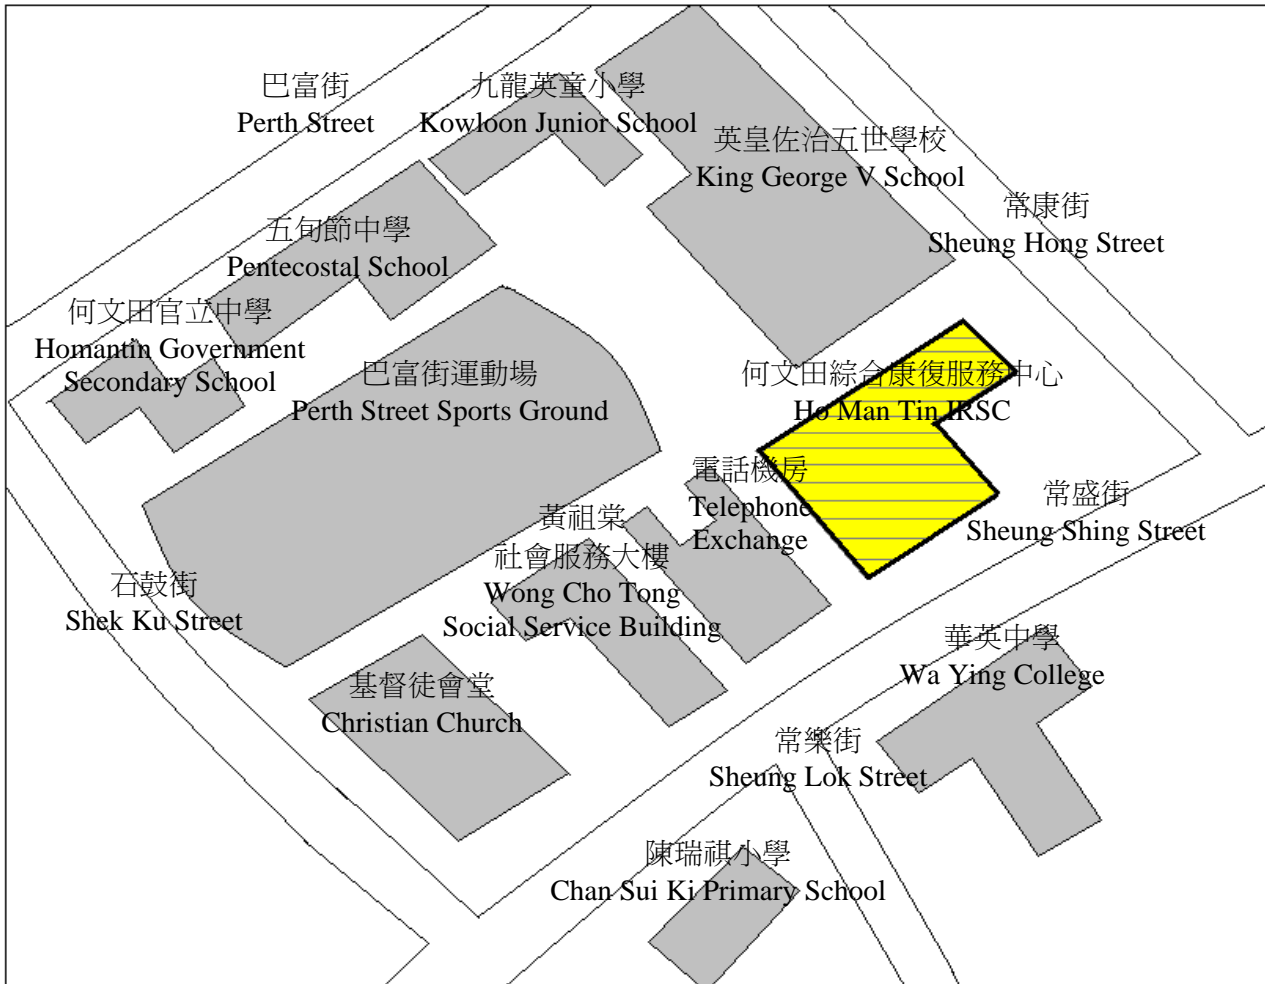 巴富街
Perth Street
九龍英童小學
Kowloon Junior School
英皇佐治五世學校
King George V School
常康街
Sheung Hong Street
五旬節中學
Pentecostal School
何文田官立中學
Homantin Government
Secondary School
巴富街運動場
Perth Street Sports Ground
何文田綜合康復服務中心
Ho Man Tin IRSC
電話機房
Telephone
Exchange
常盛街
Sheung Shing Street
黃祖棠
社會服務大樓
Wong Cho Tong
Social Service Building
石鼓街
Shek Ku Street
華英中學
Wa Ying College
基督徒會堂
Christian Church
常樂街
Sheung Lok Street
陳瑞祺小學
Chan Sui Ki Primary School